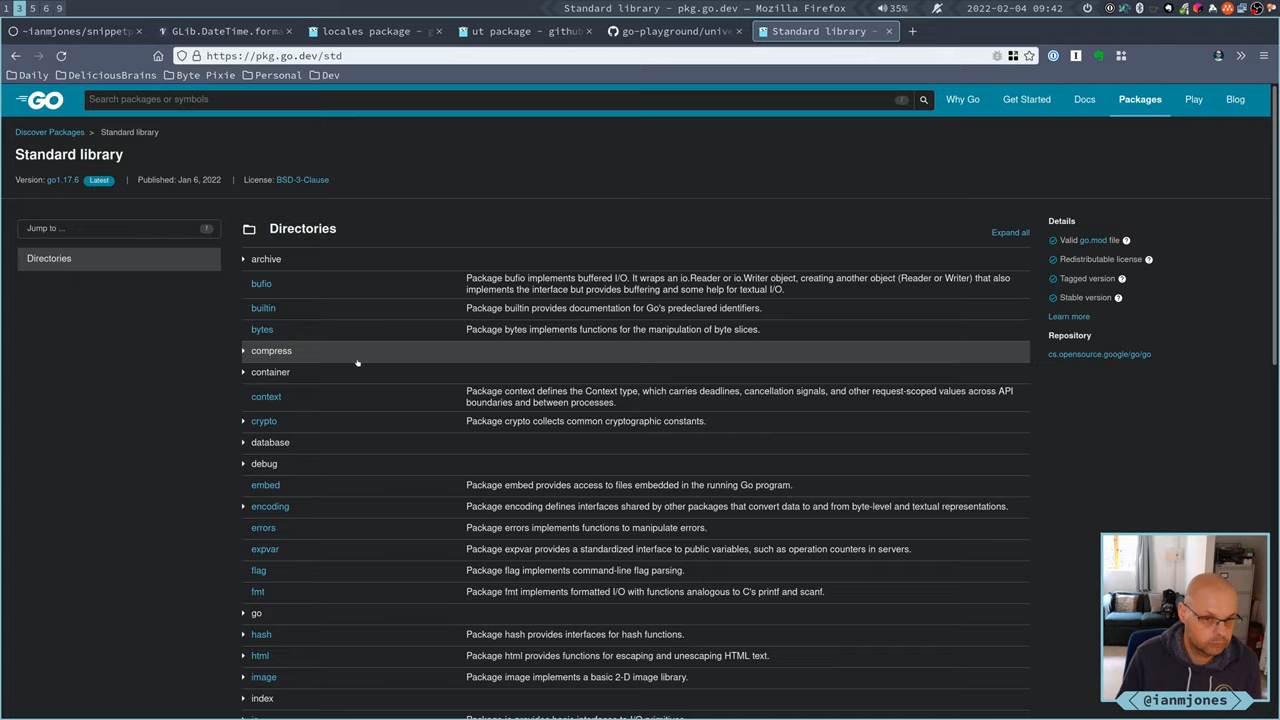 1 3 5 6 9
Standard library - pkg.go.dev — Mozilla Firefox
35%
2022-02-04 09:42
~ianmjones/snippetp
GLib.DateTime.forma
locales package - g
ut package - github
go-playground/unive
Standard library -
https://pkg.go.dev/std
Daily
DeliciousBrains
Byte Pixie
Personal
Dev
GO
Search packages or symbols
/
Why Go
Get Started
Docs
Packages
Play
Blog
Discover Packages > Standard library
Standard library
Version: go1.17.6 Latest | Published: Jan 6, 2022 | License: BSD-3-Clause
Jump to ...
f
Directories
Directories
Expand all
archive
bufio Package bufio implements buffered I/O. It wraps an io.Reader or io.Writer object, creating another object (Reader or Writer) that also
implements the interface but provides buffering and some help for textual I/O.
builtin Package builtin provides documentation for Go's predeclared identifiers.
bytes Package bytes implements functions for the manipulation of byte slices.
compress
container
context Package context defines the Context type, which carries deadlines, cancellation signals, and other request-scoped values across API
boundaries and between processes.
crypto Package crypto collects common cryptographic constants.
database
debug
embed Package embed provides access to files embedded in the running Go program.
encoding Package encoding defines interfaces shared by other packages that convert data to and from byte-level and textual representations.
errors Package errors implements functions to manipulate errors.
expvar Package expvar provides a standardized interface to public variables, such as operation counters in servers.
flag Package flag implements command-line flag parsing.
fmt Package fmt implements formatted I/O with functions analogous to C's printf and scanf.
go
hash Package hash provides interfaces for hash functions.
html Package html provides functions for escaping and unescaping HTML text.
image Package image implements a basic 2-D image library.
index
Details
Valid go.mod file
Redistributable license
Tagged version
Stable version
Learn more
Repository
cs.opensource.google/go/go
@ianmjones